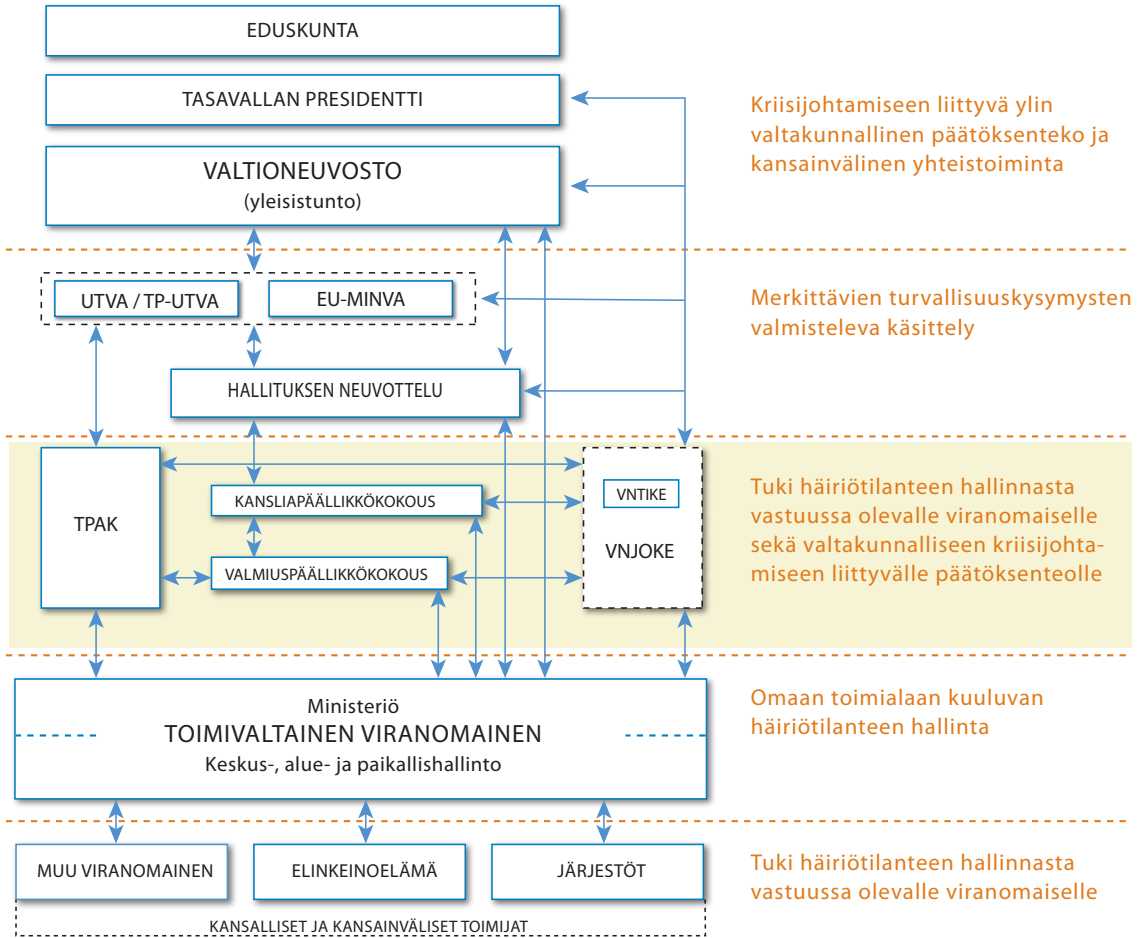 EDUSKUNTA
TASAVALLAN PRESIDENTTI
VALTIONEUVOSTO
(yleisistunto)
Kriisijohtamiseen liittyvä ylin
valtakunnallinen päätöksenteko ja
kansainvälinen yhteistoiminta
UTVA / TP-UTVA
EU-MINVA
HALLITUKSEN NEUVOTTELU
Merkittävien turvallisuuskysymysten
valmisteleva käsittely
TPAK
KANSLIAPÄÄLLIKKÖKOKOUS
VALMIUSPÄÄLLIKKÖKOKOUS
VNTIKE
VNJOKE
Tuki häiriötilanteen hallinnasta
vastuussa olevalle viranomaiselle
sekä valtakunnalliseen kriisijohta-
miseen liittyvälle päätöksenteolle
Ministeriö
TOIMIVALTAINEN VIRANOMAINEN
Keskus-, alue- ja paikallishallinto
Omaan toimialaan kuuluvan
häiriötilanteen hallinta
MUU VIRANOMAINEN
ELINKEINOELÄMÄ
JÄRJESTÖT
KANSALLISET JA KANSAINVÄLISET TOIMIJAT
Tuki häiriötilanteen hallinnasta
vastuussa olevalle viranomaiselle